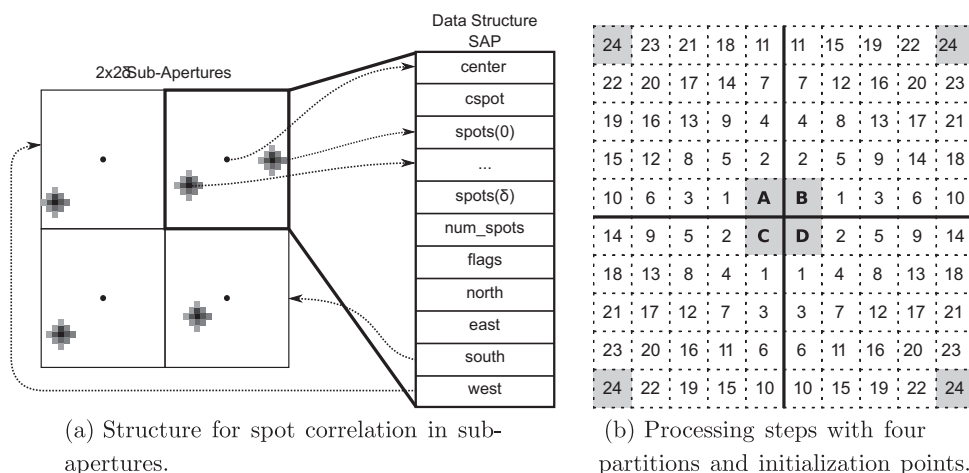 Data Structure
SAP
2x2δSub-Apertures
center
cspot
spots(0)
...
spots(δ)
num_spots
flags
north
east
south
west
(a) Structure for spot correlation in sub-
apertures.
24 23 21 18 11 11 15 19 22 24
22 20 17 14 7 7 12 16 20 23
19 16 13 9 4 4 8 13 17 21
15 12 8 5 2 2 5 9 14 18
10 6 3 1 A B 1 3 6 10
14 9 5 2 C D 2 5 9 14
18 13 8 4 1 1 4 8 13 18
21 17 12 7 3 3 7 12 17 21
23 20 16 11 6 6 11 16 20 23
24 22 19 15 10 10 15 19 22 24
(b) Processing steps with four
partitions and initialization points.